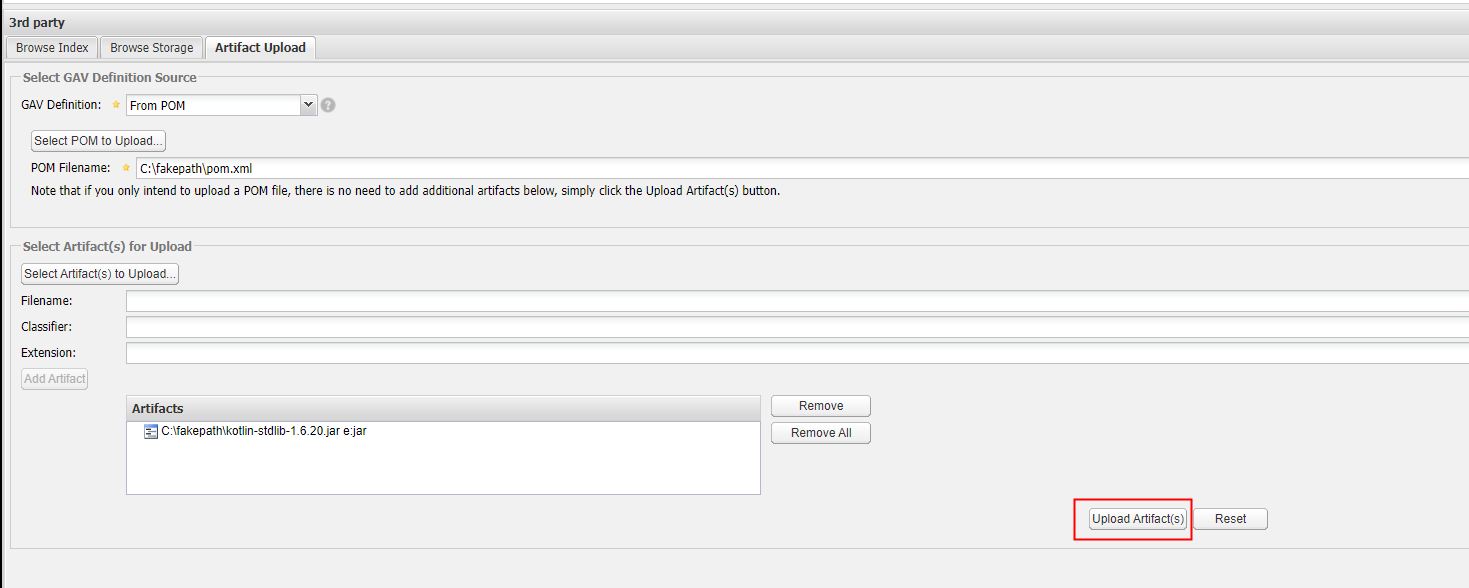 3rd party
Browse Index Browse Storage Artifact Upload
Select GAV Definition Source
GAV Definition: From POM ?
Select POM to Upload...
POM Filename: C:\fakepath\pom.xml
Note that if you only intend to upload a POM file, there is no need to add additional artifacts below, simply click the Upload Artifact(s) button.
Select Artifact(s) for Upload
Select Artifact(s) to Upload...
Filename:
Classifier:
Extension:
Add Artifact
Artifacts
Remove
C:\fakepath\kotlin-stdlib-1.6.20.jar e:jar
Remove All
Upload Artifact(s) Reset